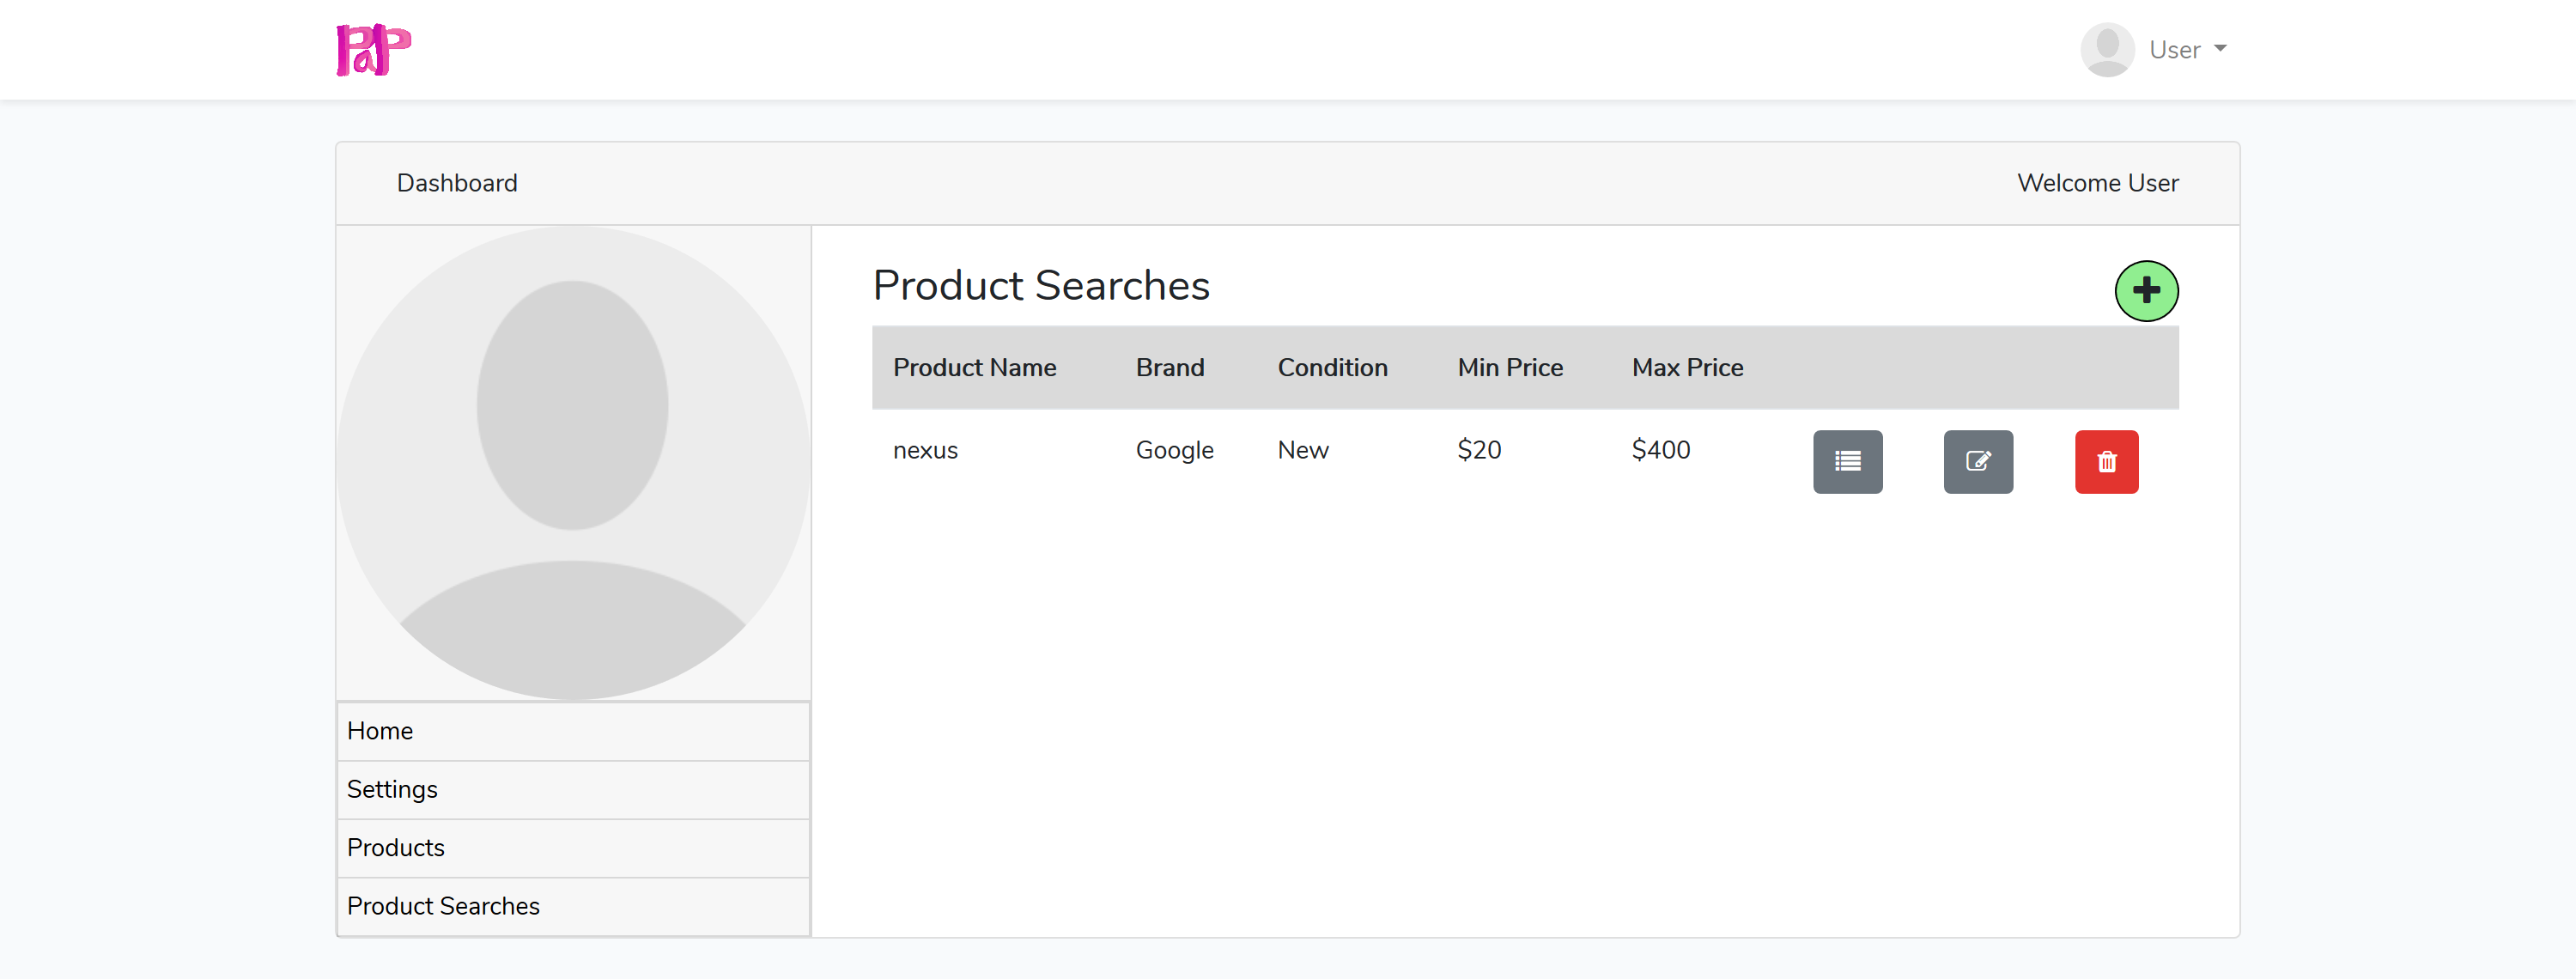 PaP
User
Dashboard
Welcome User
Product Searches
Product Name Brand Condition Min Price Max Price
nexus Google New $20 $400
Home
Settings
Products
Product Searches